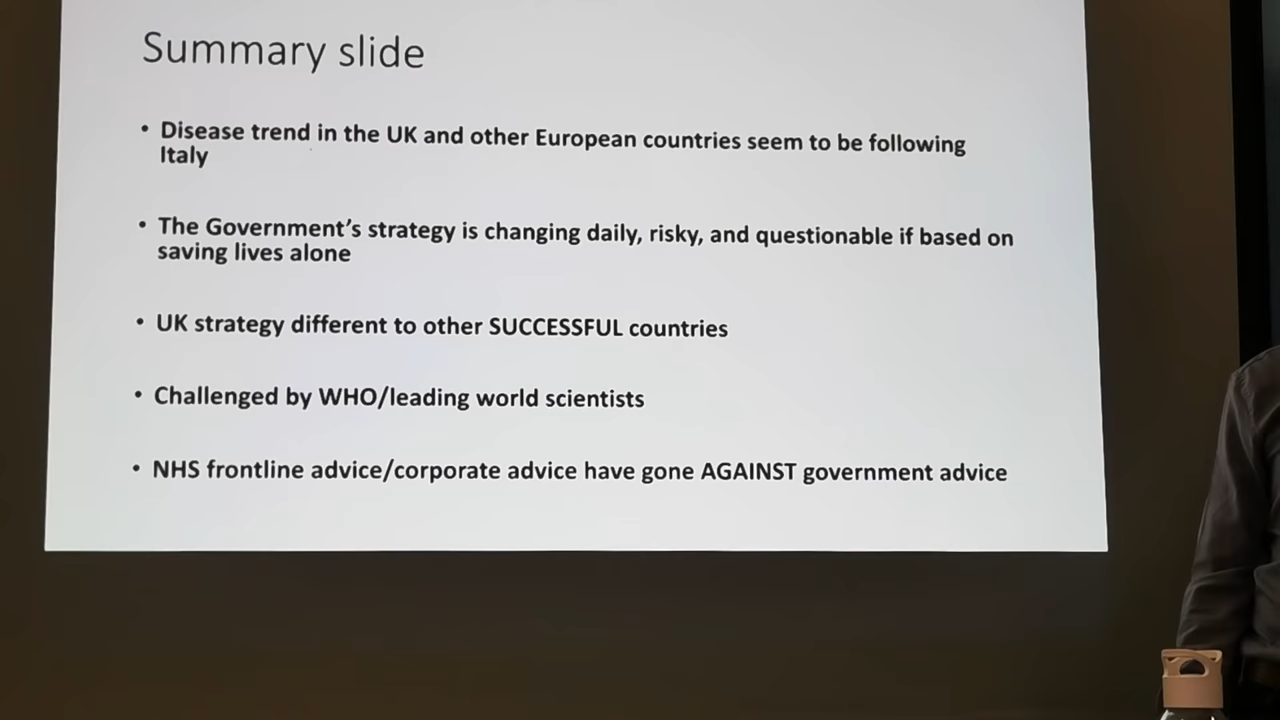 Summary slide
• Disease trend in the UK and other European countries seem to be following
Italy
• The Government's strategy is changing daily, risky, and questionable if based on
saving lives alone
• UK strategy different to other SUCCESSFUL countries
• Challenged by WHO/leading world scientists
• NHS frontline advice/corporate advice have gone AGAINST government advice